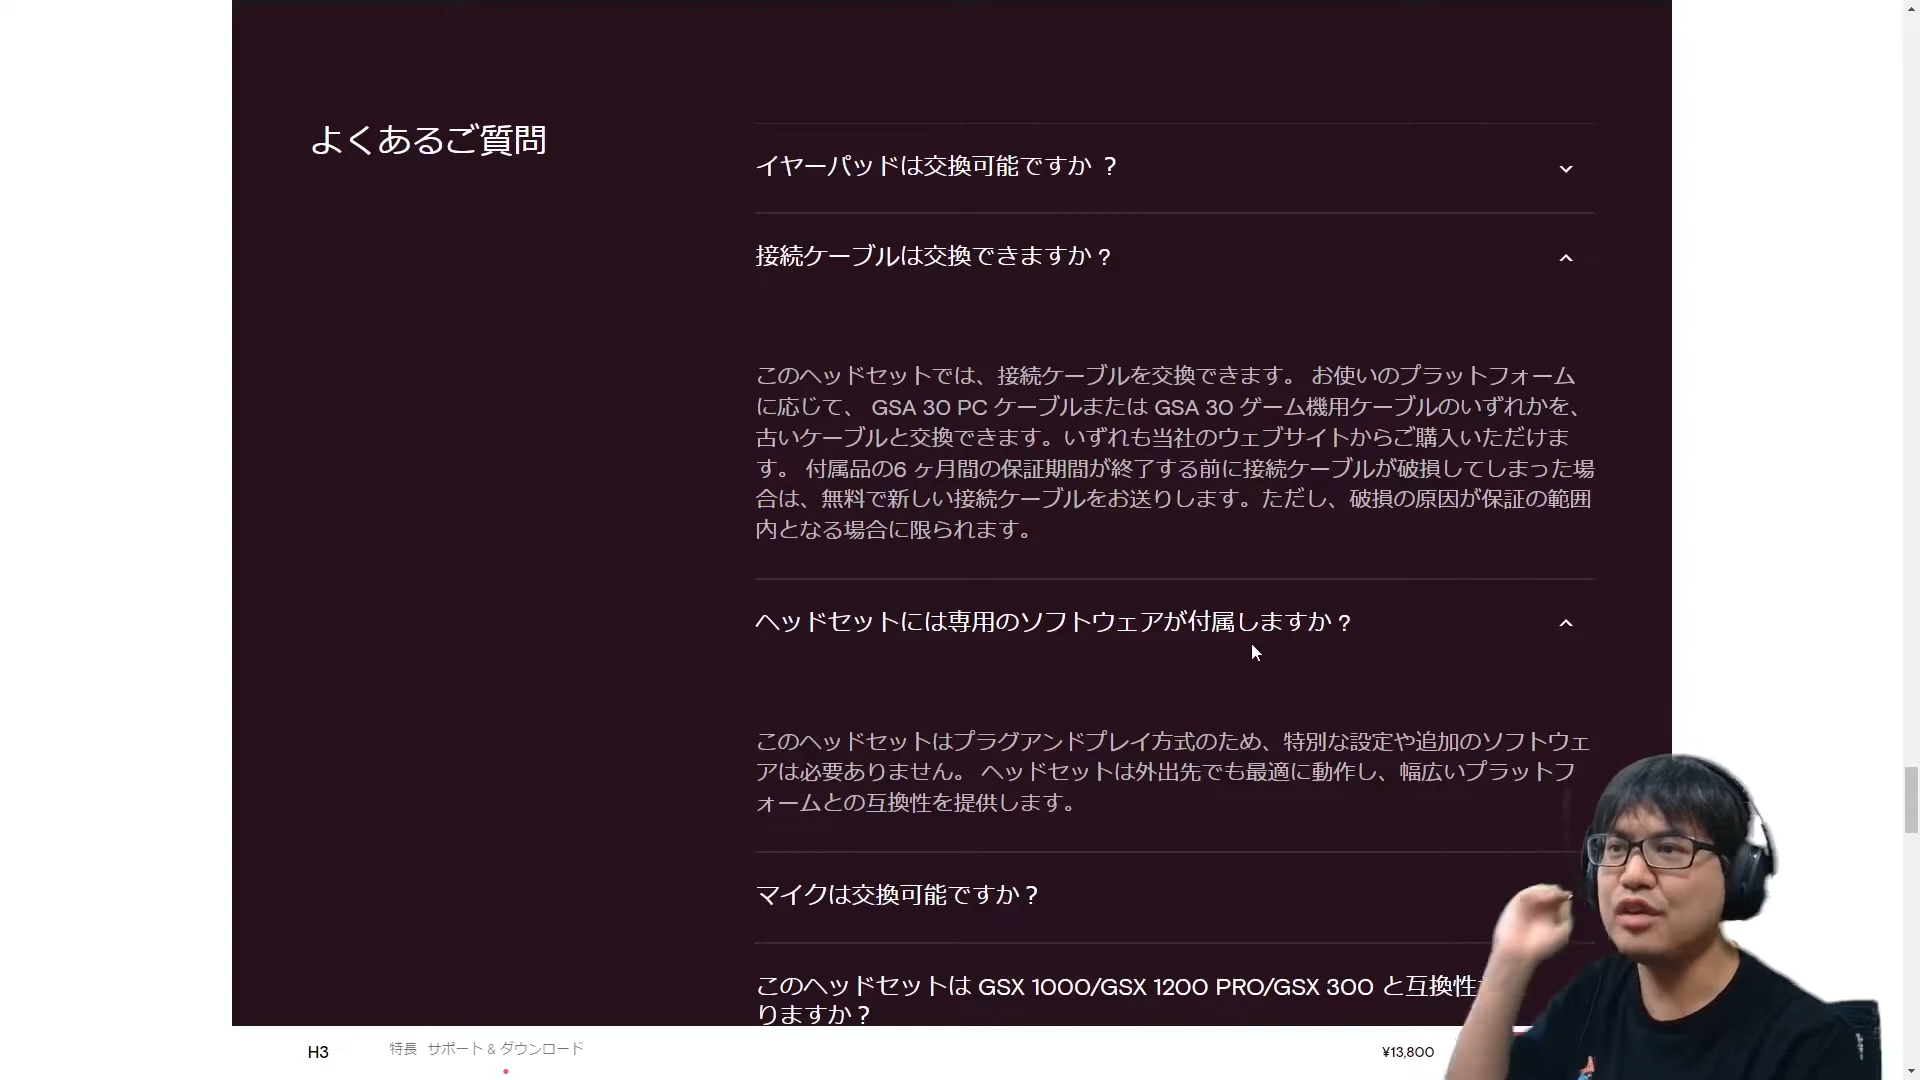 よくあるご質問
イヤーパッドは交換可能ですか ？
接続ケーブルは交換できますか？
このヘッドセットでは、接続ケーブルを交換できます。 お使いのプラットフォーム
に応じて、 GSA 30 PC ケーブルまたは GSA 30 ゲーム機用ケーブルのいずれかを、
古いケーブルと交換できます。いずれも当社のウェブサイトからご購入いただけま
す。 付属品の6 ヶ月間の保証期間が終了する前に接続ケーブルが破損してしまった場
合は、無料で新しい接続ケーブルをお送りします。ただし、破損の原因が保証の範囲
内となる場合に限られます。
ヘッドセットには専用のソフトウェアが付属しますか？
このヘッドセットはプラグアンドプレイ方式のため、特別な設定や追加のソフトウェ
アは必要ありません。 ヘッドセットは外出先でも最適に動作し、幅広いプラットフ
ォームとの互換性を提供します。
マイクは交換可能ですか？
このヘッドセットは GSX 1000/GSX 1200 PRO/GSX 300 と互換性
りますか？
H3 特長 サポート & ダウンロード ¥13,800